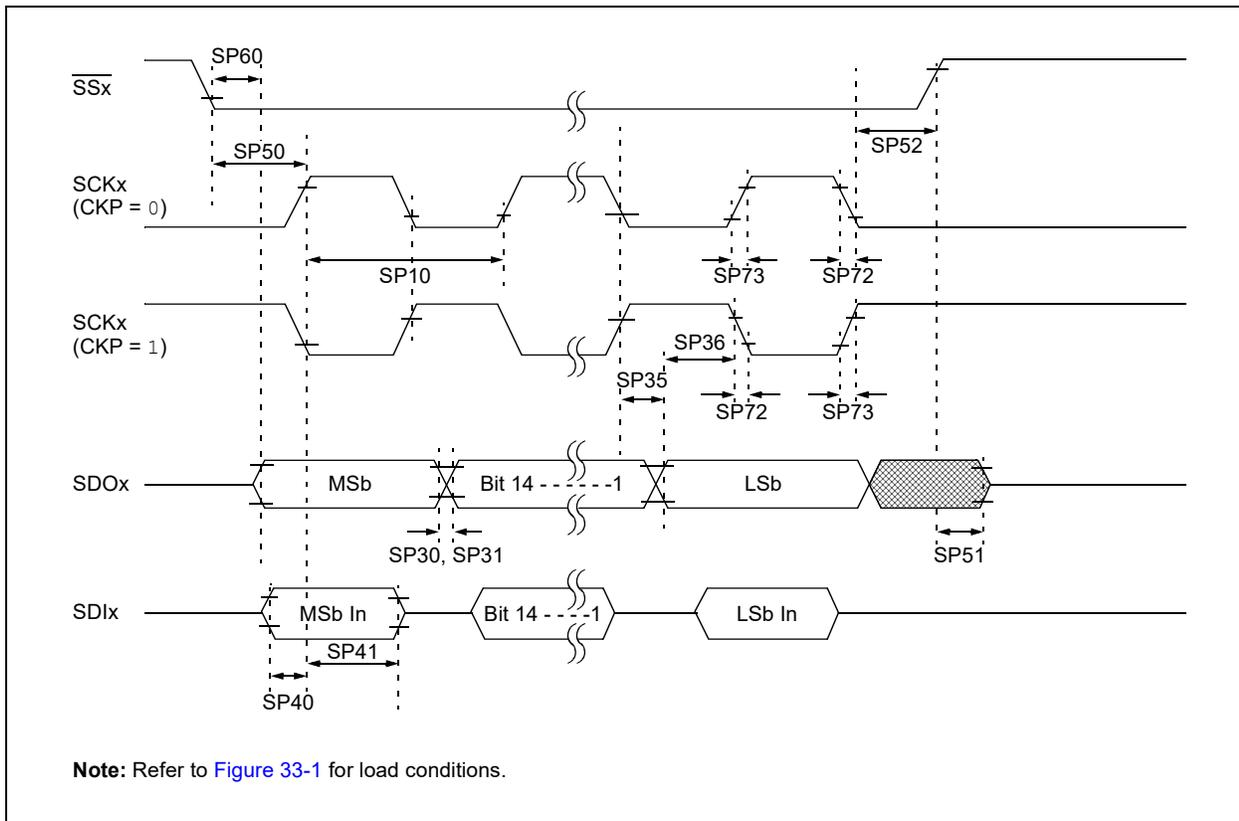 SP60
SSx
SP50
SP52
SCKx
(CKP = 0)
SP10
SP73
SP72
SCKx
(CKP = 1)
SP36
SP35
SP72
SP73
SDOx
MSb
Bit 14 - - - - - -1
LSb
SP30, SP31
SP51
SDIx
MSb In
Bit 14 - - - -1
LSb In
SP41
SP40
Note: Refer to Figure 33-1 for load conditions.